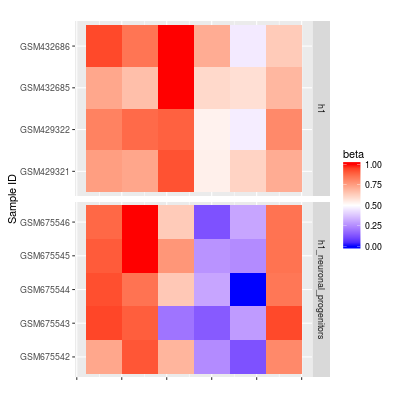 GSM432686
GSM432685
GSM429322
GSM429321
h1
GSM675546
GSM675545
GSM675544
GSM675543
GSM675542
h1_neuronal_progenitors
Sample ID
beta
1.00
0.75
0.50
0.25
0.00